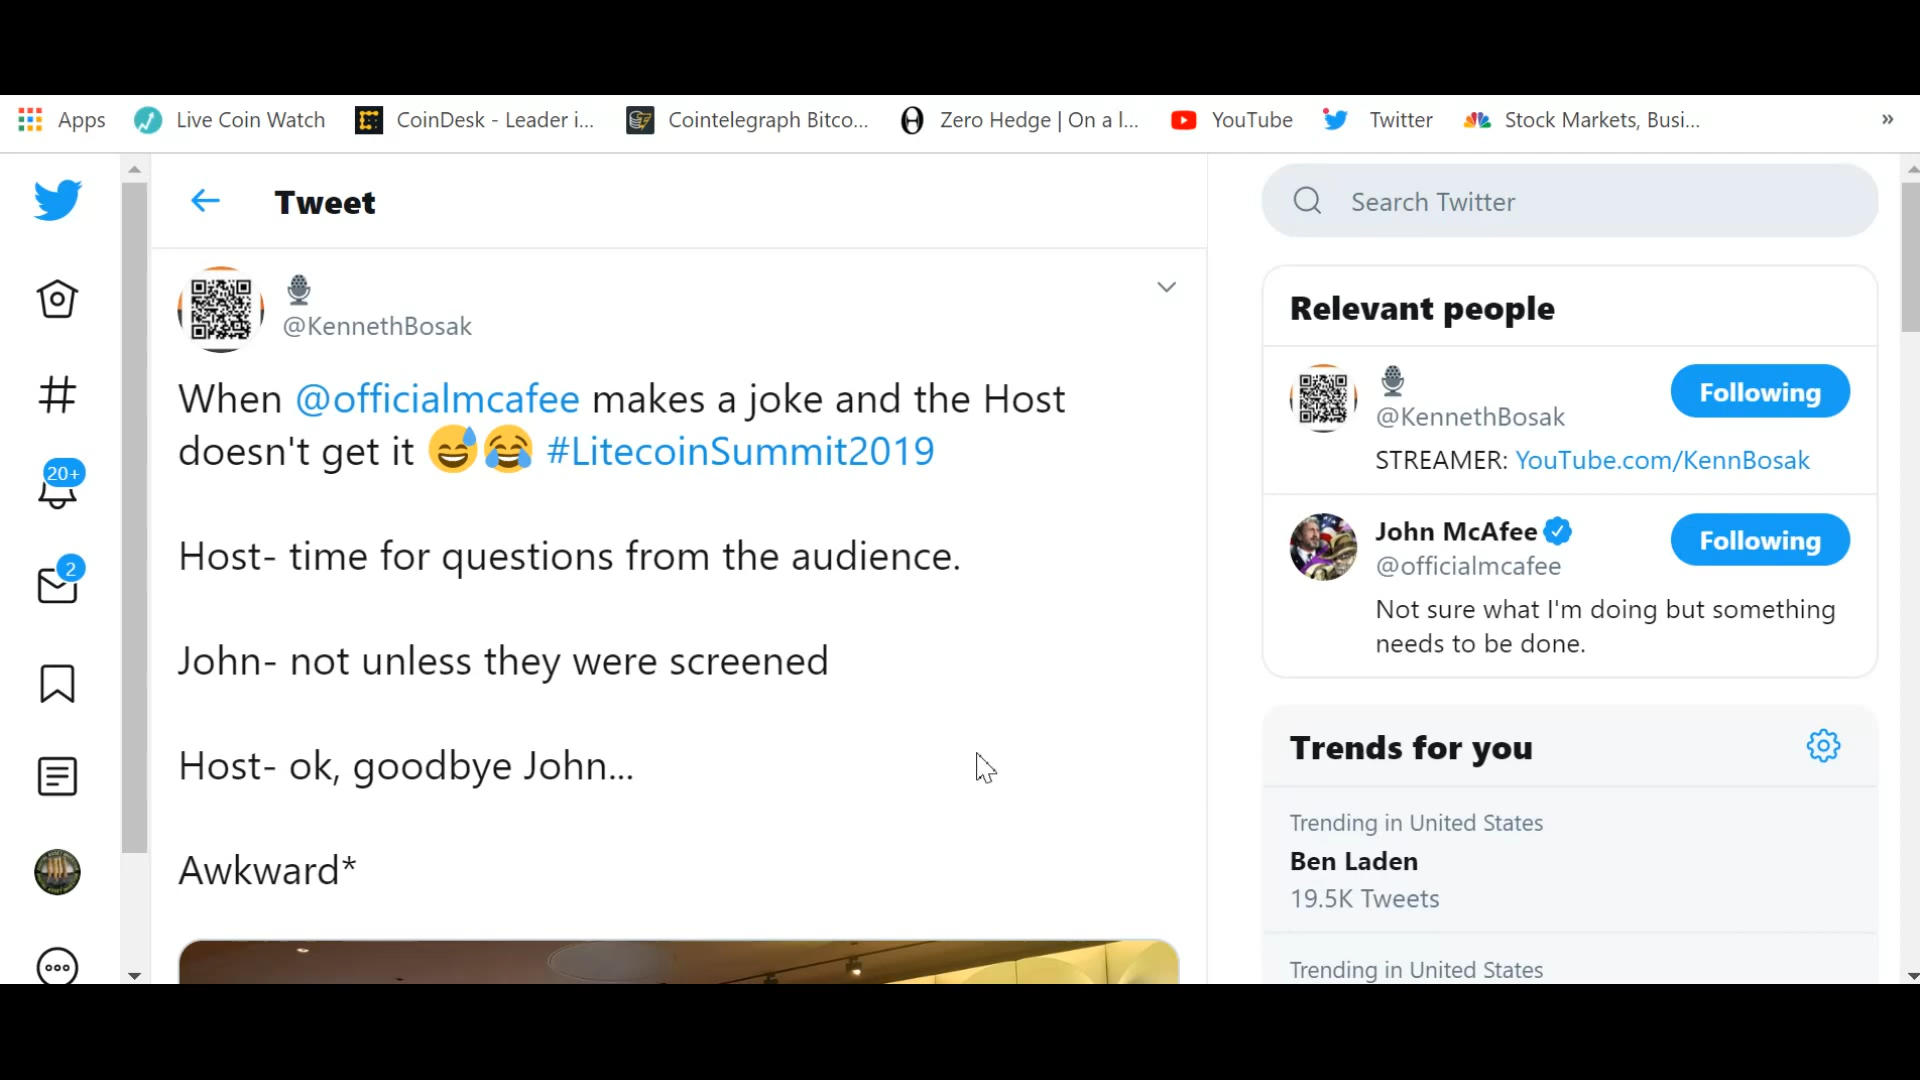 Apps
Live Coin Watch
CoinDesk - Leader i...
Cointelegraph Bitco...
Zero Hedge | On a l...
YouTube
Twitter
Stock Markets, Busi...
»
Tweet
Search Twitter
@KennethBosak
When @officialmcafee makes a joke and the Host
doesn't get it 😅😂 #LitecoinSummit2019
Host- time for questions from the audience.
John- not unless they were screened
Host- ok, goodbye John...
Awkward*
20+
2
Relevant people
@KennethBosak
Following
STREAMER: YouTube.com/KennBosak
John McAfee
@officialmcafee
Following
Not sure what I'm doing but something
needs to be done.
Trends for you
Trending in United States
Ben Laden
19.5K Tweets
Trending in United States